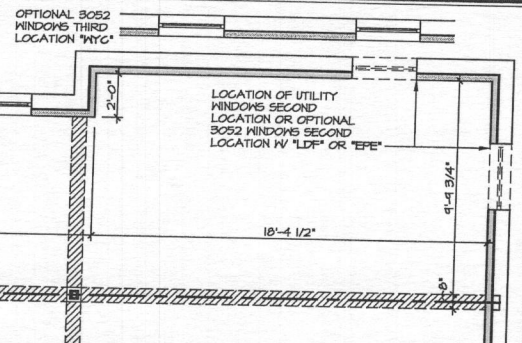 OPTIONAL 3052
WINDOWS THIRD
LOCATION "WYC"
2'-0"
LOCATION OF UTILITY
WINDOWS SECOND
LOCATION OR OPTIONAL
3052 WINDOWS SECOND
LOCATION W/ "LDF" OR "EPE"
9'-9 3/4"
18'-4 1/2"